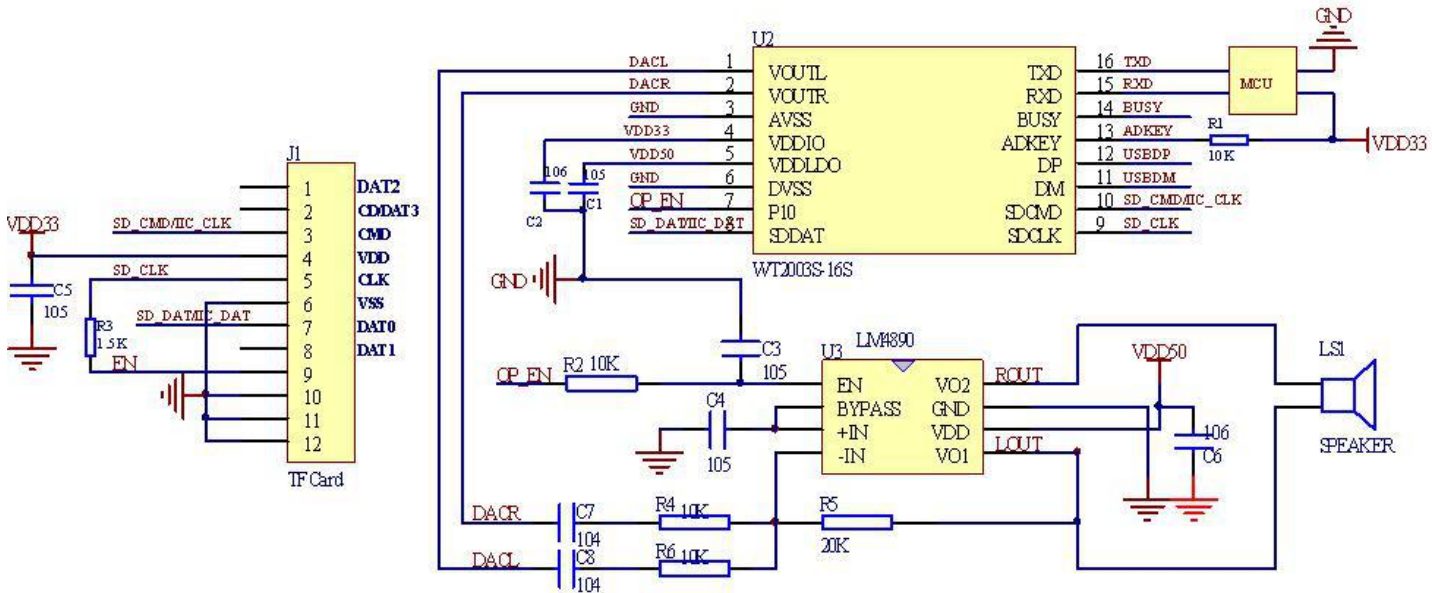 GND
U2
DACL 1 VOUTL TXD 16 TXD
DACR 2 VOUTR RXD 15 RXD
MCU
GND 3 AVSS BUSY 14 BUSY
VDD33 4 VDDIO ADKEY 13 ADKEY
R1
10K
VDD33
VDD50 5 VDDLDO DP 12 USBDP
GND 6 DVSS DM 11 USBDM
OP_EN 7 P10 SDCMD 10 SD_CMD/IIC_CLK
SD_DAT/IIC_DAT 8 SDDAT SDCLK 9 SD_CLK
WT2003S-16S
106
105
C2
C1
GND
J1
1 DAT2
2 CD/DAT3
SD_CMD/IIC_CLK 3 CMD
VDD33
4 VDD
SD_CLK 5 CLK
6 VSS
SD_DAT/IIC_DAT 7 DAT0
8 DAT1
EN 9
10
11
12
TF Card
C5
105
R3
1.5K
C3
105
LM4890
U3
OP_EN R2 10K
EN VO2 ROUT
BYPASS GND
+IN VDD
-IN VO1 LOUT
C4
105
VDD50
106
C6
LS1
SPEAKER
DACR C7
104
R4 10K
R5
20K
DACL C8
104
R6 10K